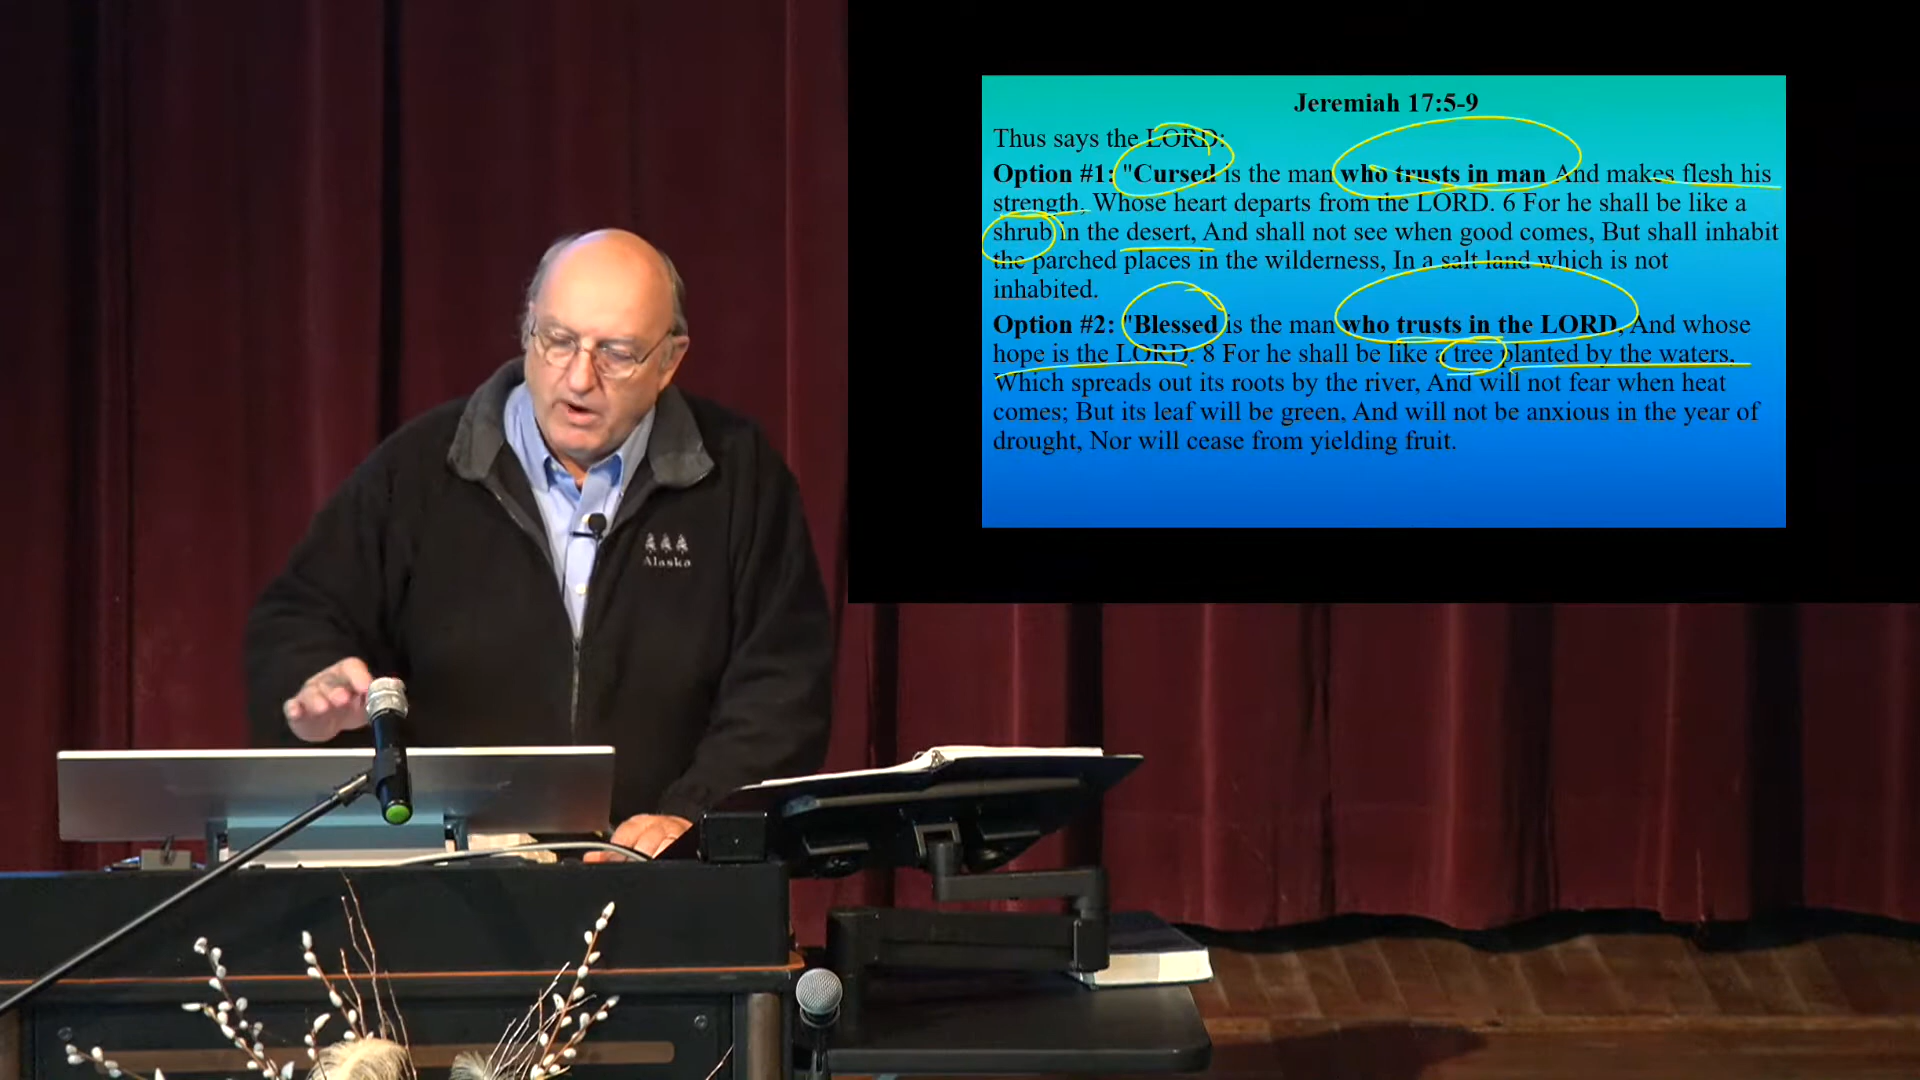 Jeremiah 17:5-9
Thus says the LORD:
Option #1: "Cursed is the man who trusts in man And makes flesh his
strength, Whose heart departs from the LORD. 6 For he shall be like a
shrub in the desert, And shall not see when good comes, But shall inhabit
the parched places in the wilderness, In a salt land which is not
inhabited.
Option #2: "Blessed is the man who trusts in the LORD, And whose
hope is the LORD. 8 For he shall be like a tree planted by the waters,
Which spreads out its roots by the river, And will not fear when heat
comes; But its leaf will be green, And will not be anxious in the year of
drought, Nor will cease from yielding fruit.
Alaska